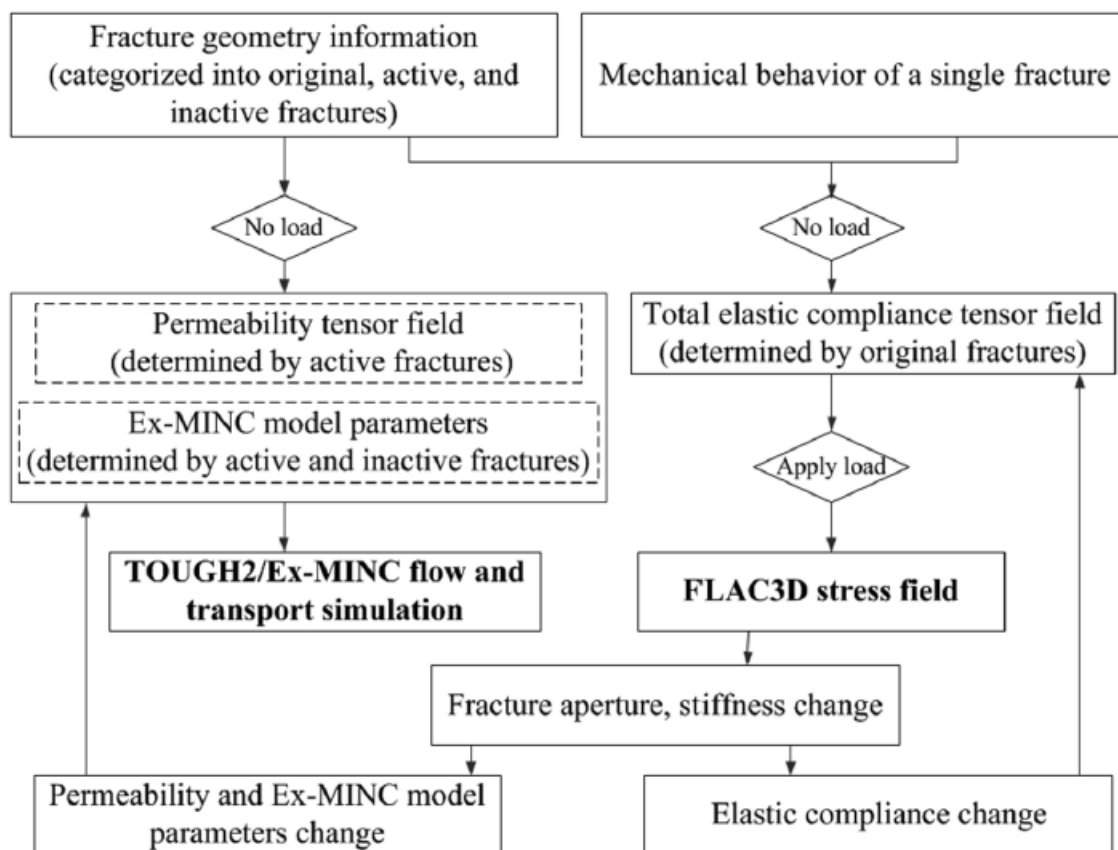 Fracture geometry information
(categorized into original, active, and
inactive fractures)
Mechanical behavior of a single fracture
No load
No load
Permeability tensor field
(determined by active fractures)
Ex-MINC model parameters
(determined by active and inactive fractures)
Total elastic compliance tensor field
(determined by original fractures)
Apply load
TOUGH2/Ex-MINC flow and
transport simulation
FLAC3D stress field
Fracture aperture, stiffness change
Permeability and Ex-MINC model
parameters change
Elastic compliance change